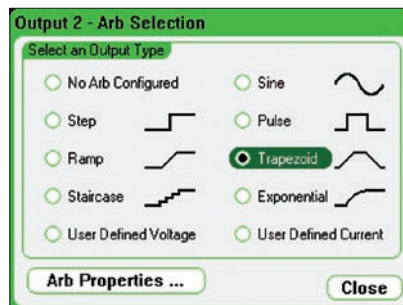 Output 2 - Arb Selection
Select an Output Type
No Arb Configured
Sine
Step
Pulse
Ramp
Trapezoid
Staircase
Exponential
User Defined Voltage
User Defined Current
Arb Properties ...
Close